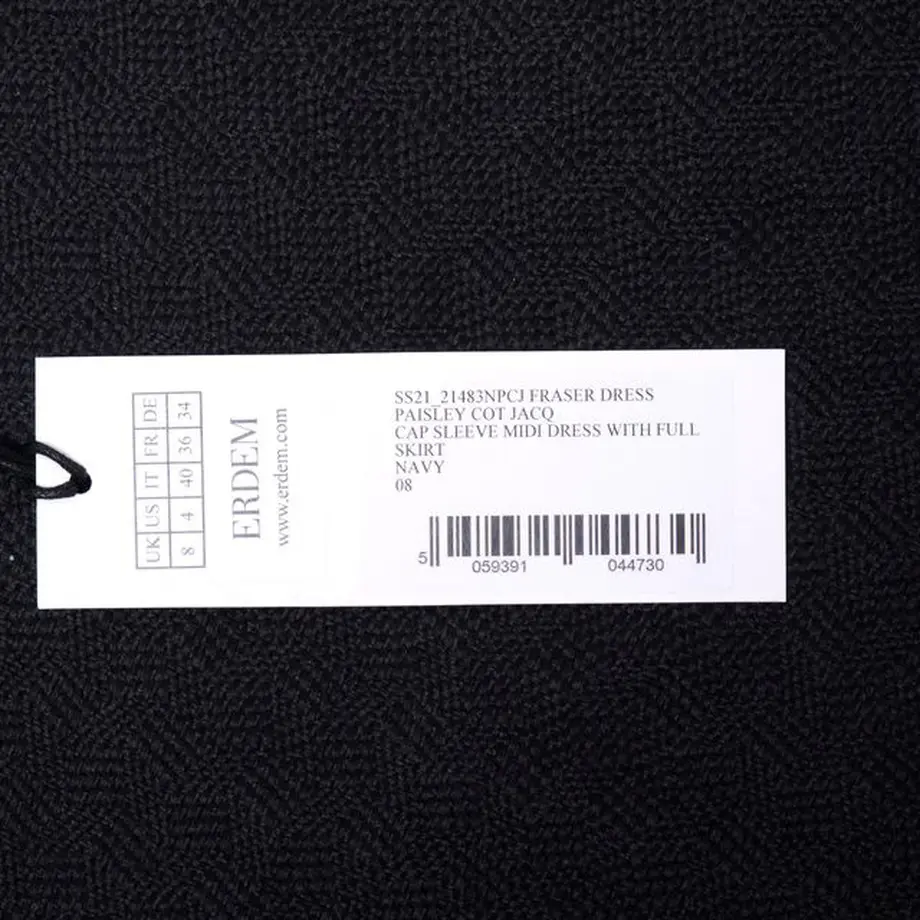 UK US IT FR DE
8 4 40 36 34
ERDEM
www.erdem.com
SS21_21483NPCJ FRASER DRESS
PAISLEY COT JACQ
CAP SLEEVE MIDI DRESS WITH FULL
SKIRT
NAVY
08
5 059391 044730